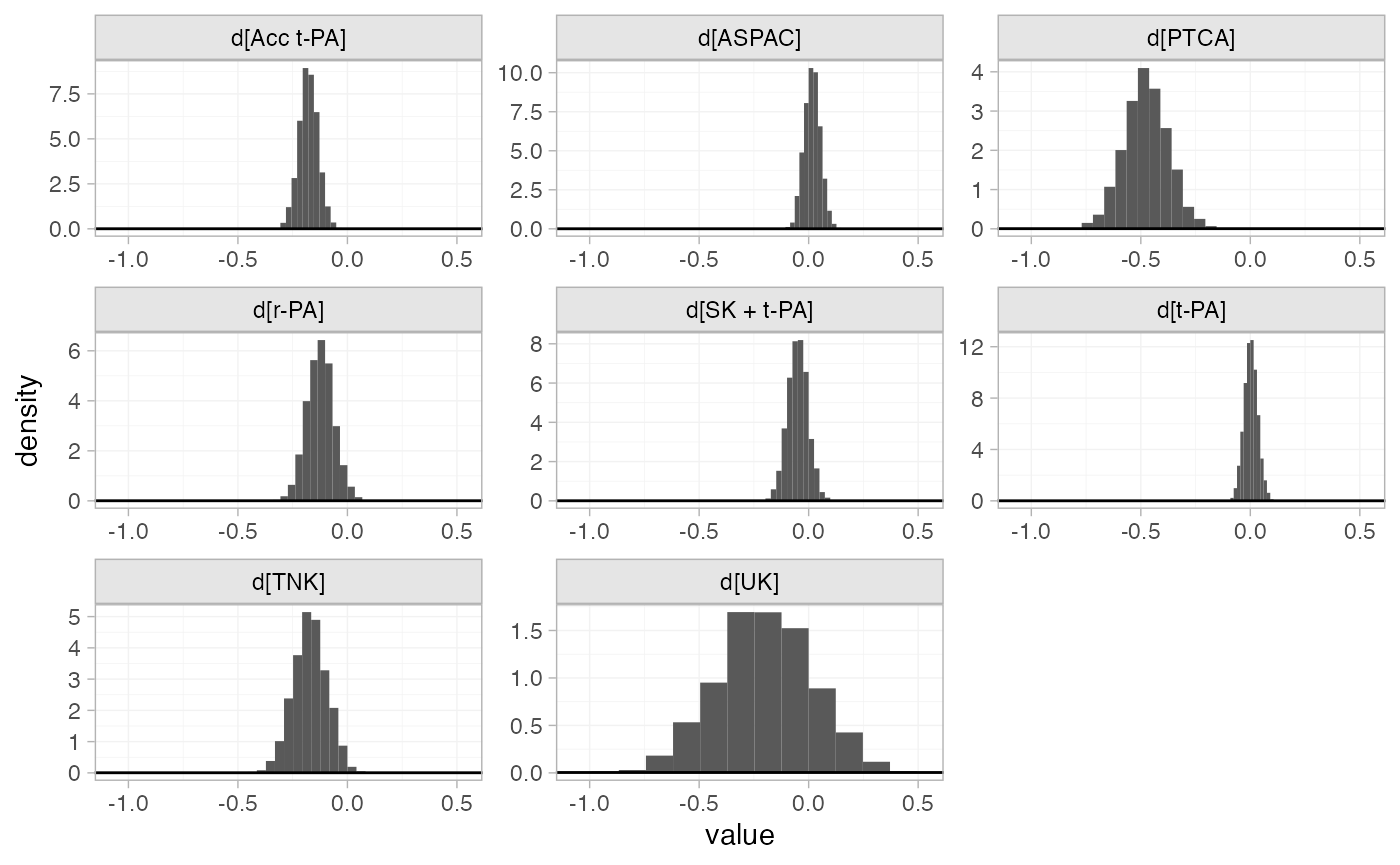 d[Acc t-PA] d[ASPAC] d[PTCA]
7.5 5.0 2.5 0.0
10.0 7.5 5.0 2.5 0.0
4 3 2 1 0
-1.0 -0.5 0.0 0.5 -1.0 -0.5 0.0 0.5 -1.0 -0.5 0.0 0.5
d[r-PA] d[SK + t-PA] d[t-PA]
6 4 2 0
8 6 4 2 0
12 8 4 0
-1.0 -0.5 0.0 0.5 -1.0 -0.5 0.0 0.5 -1.0 -0.5 0.0 0.5
density
d[TNK] d[UK]
5 4 3 2 1 0
1.5 1.0 0.5 0.0
-1.0 -0.5 0.0 0.5 -1.0 -0.5 0.0 0.5
value